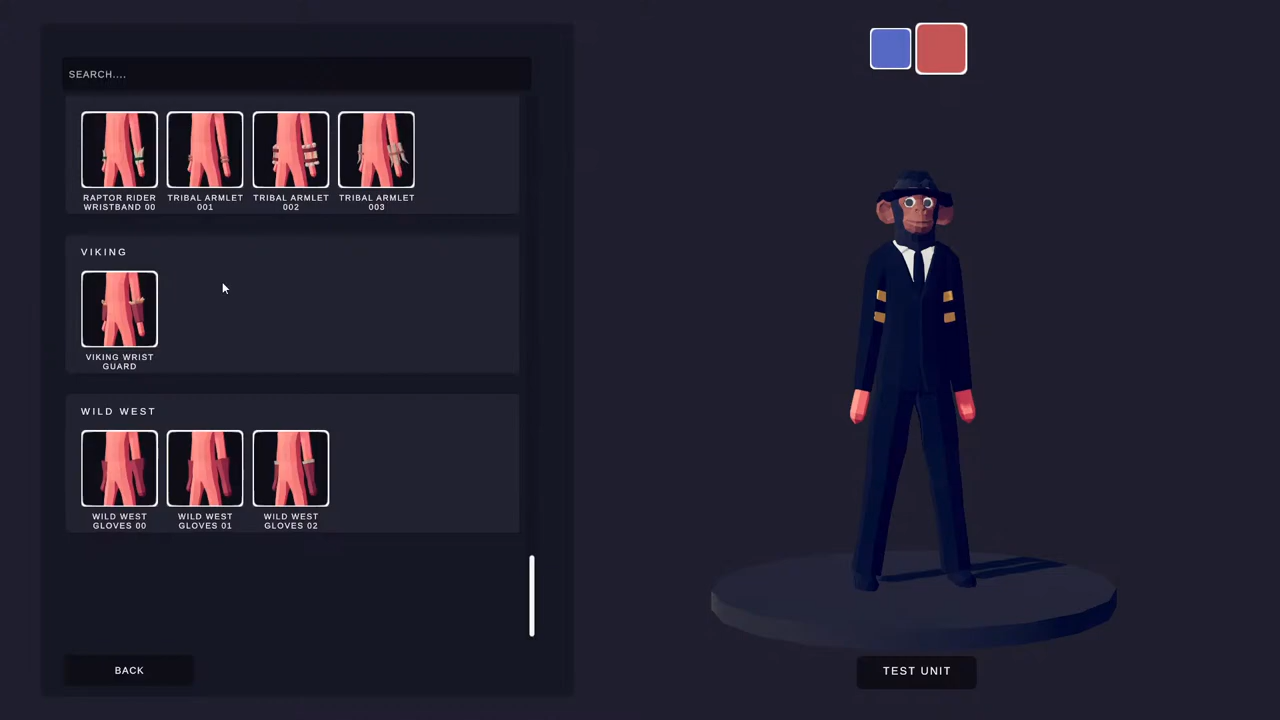 SEARCH....
RAPTOR RIDER
WRISTBAND 00
TRIBAL ARMLET
001
TRIBAL ARMLET
002
TRIBAL ARMLET
003
VIKING
VIKING WRIST
GUARD
WILD WEST
WILD WEST
GLOVES 00
WILD WEST
GLOVES 01
WILD WEST
GLOVES 02
BACK
TEST UNIT